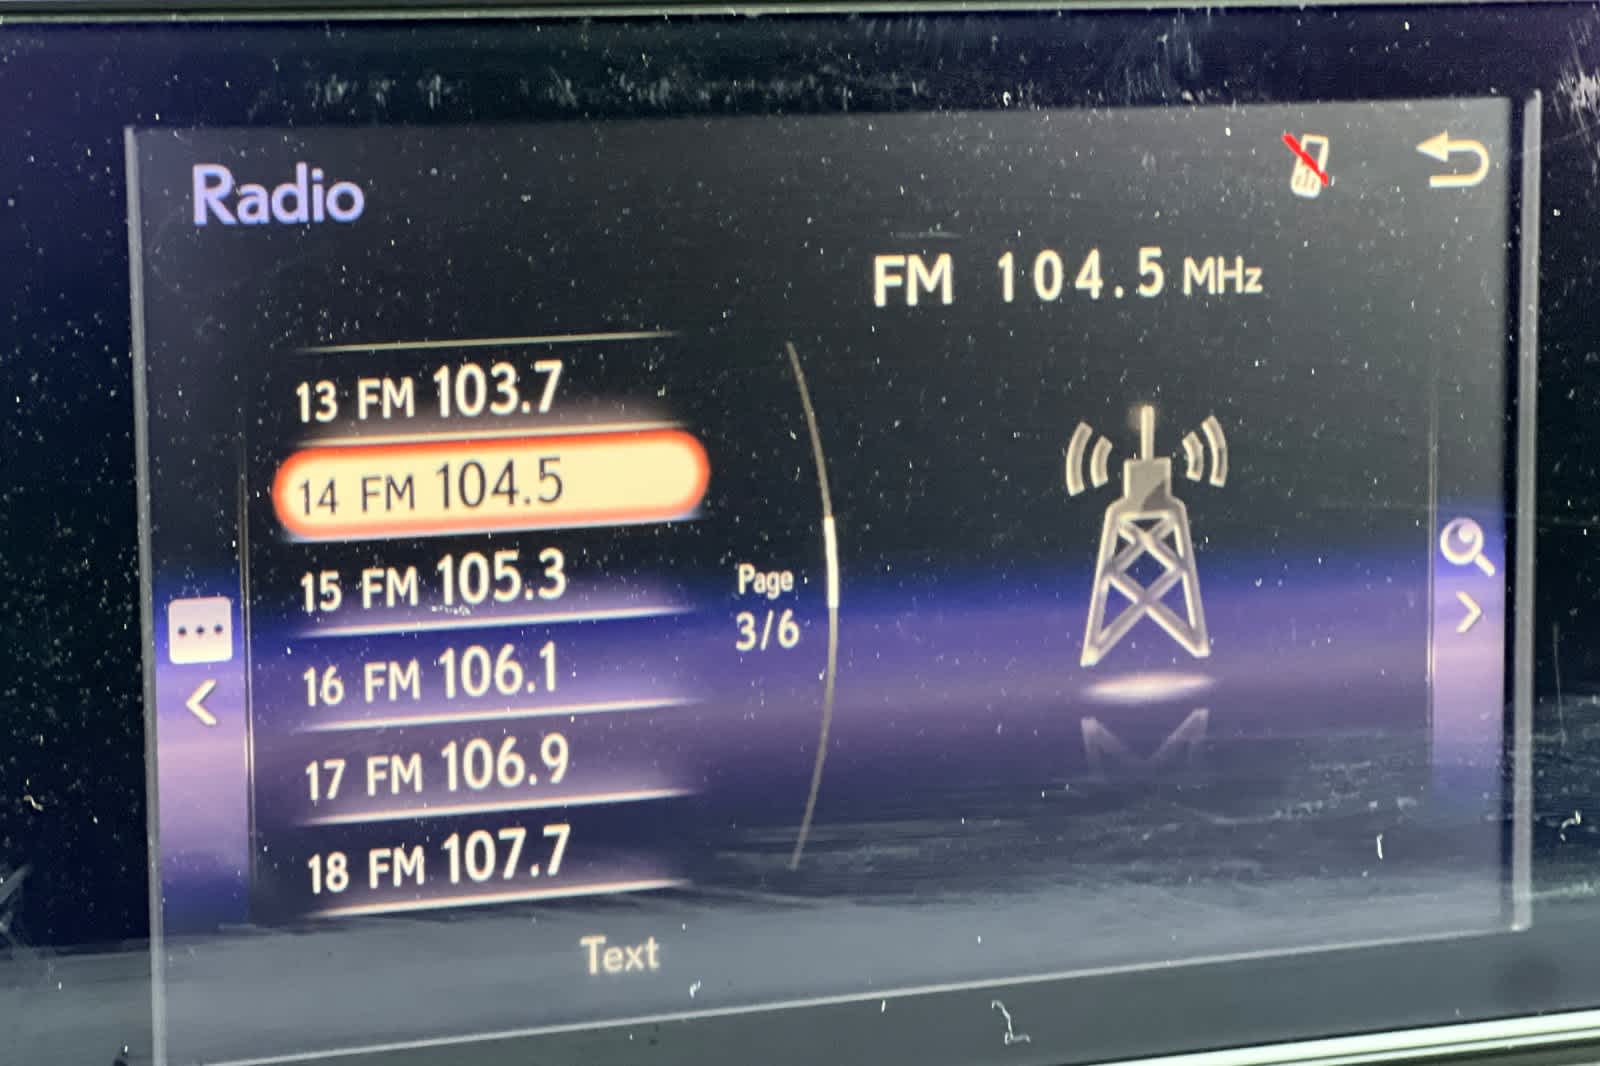 Radio
FM 104.5 MHz
13 FM 103.7
14 FM 104.5
15 FM 105.3
16 FM 106.1
17 FM 106.9
18 FM 107.7
Page
3/6
Text